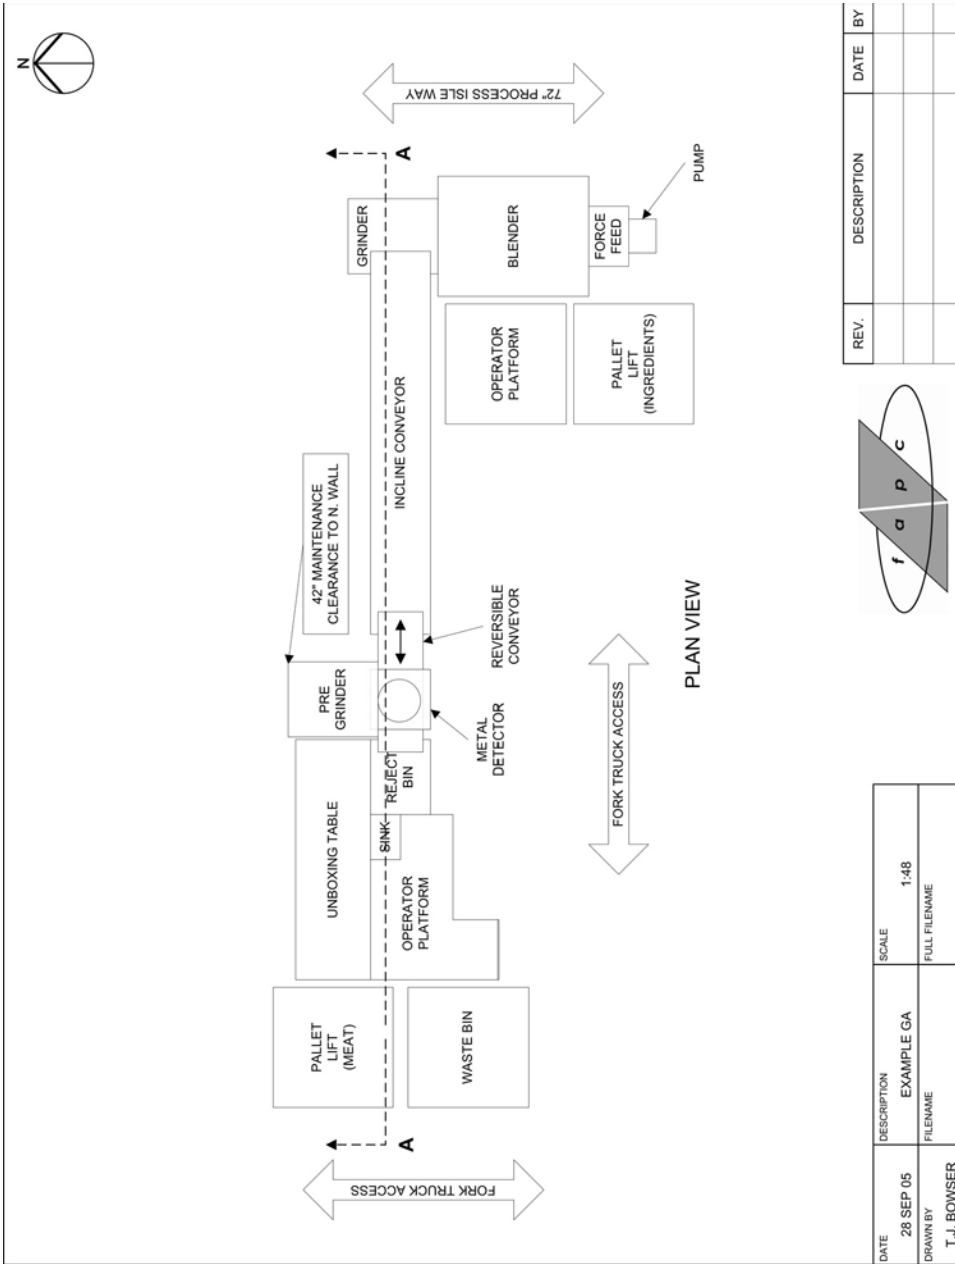 N
FORK TRUCK ACCESS
A
A
72" PROCESS ISLE WAY
PALLET
LIFT
(MEAT)
WASTE BIN
UNBOXING TABLE
OPERATOR
PLATFORM
SINK
REJECT
BIN
PRE
GRINDER
42" MAINTENANCE
CLEARANCE TO N. WALL
METAL
DETECTOR
REVERSIBLE
CONVEYOR
INCLINE CONVEYOR
GRINDER
BLENDER
FORCE
FEED
PUMP
OPERATOR
PLATFORM
PALLET
LIFT
(INGREDIENTS)
FORK TRUCK ACCESS
PLAN VIEW
DATE
28 SEP 05
DESCRIPTION
EXAMPLE GA
SCALE
1:48
DRAWN BY
T.J. BOWSER
FILENAME
FULL FILENAME
f a p c
REV. DESCRIPTION DATE BY